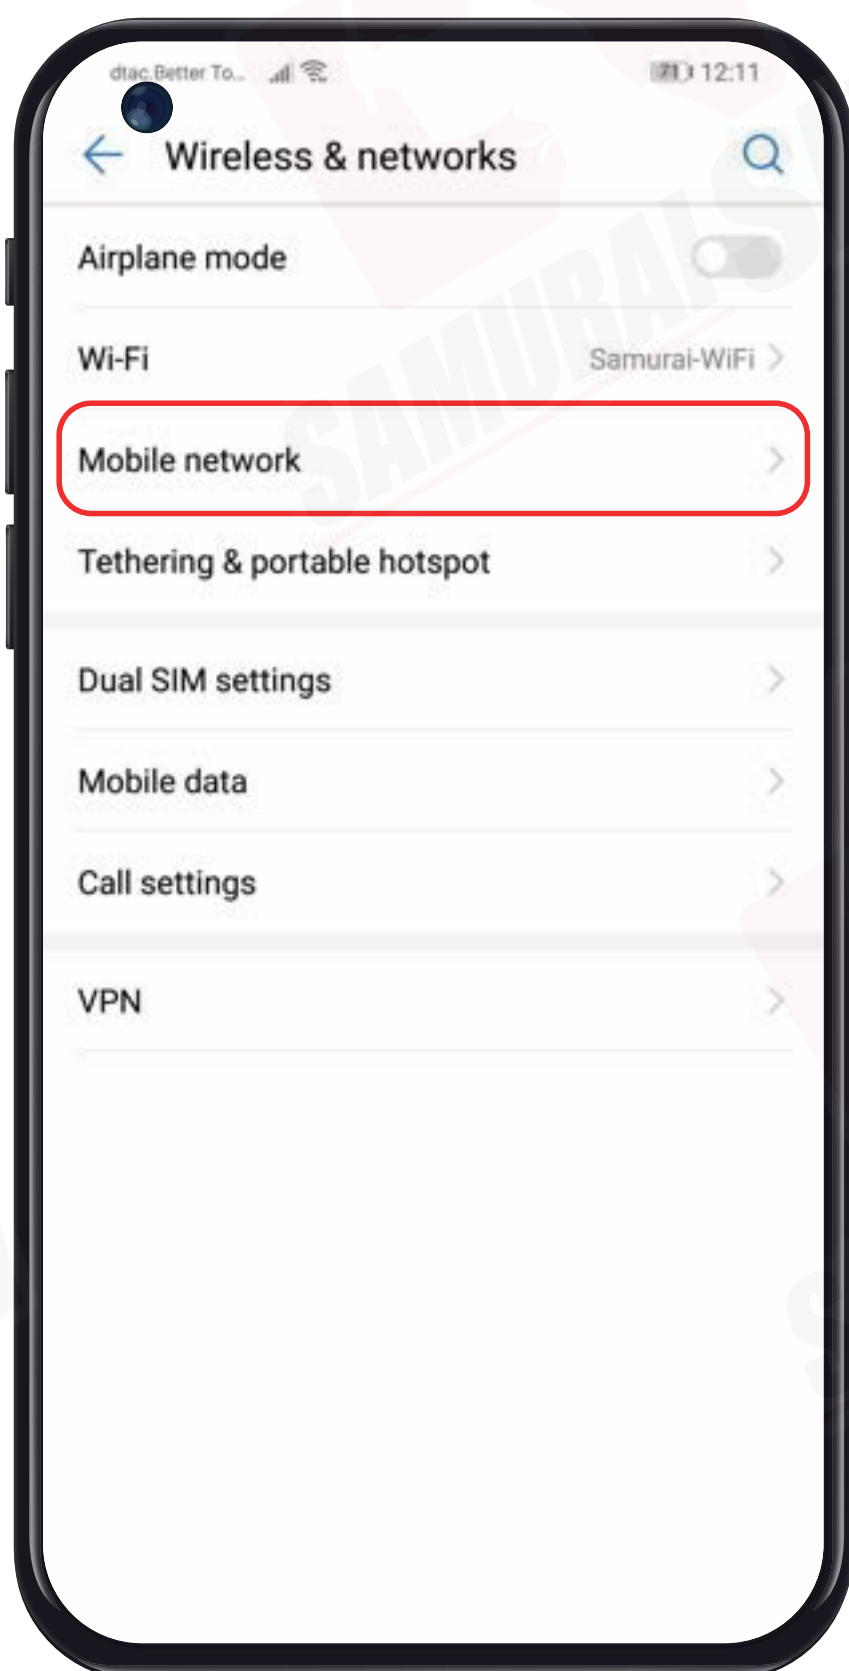 dtac.Better To...
71 12:11
Wireless & networks
Airplane mode
Wi-Fi
Samurai-WiFi
Mobile network
Tethering & portable hotspot
Dual SIM settings
Mobile data
Call settings
VPN
SAMURAI S